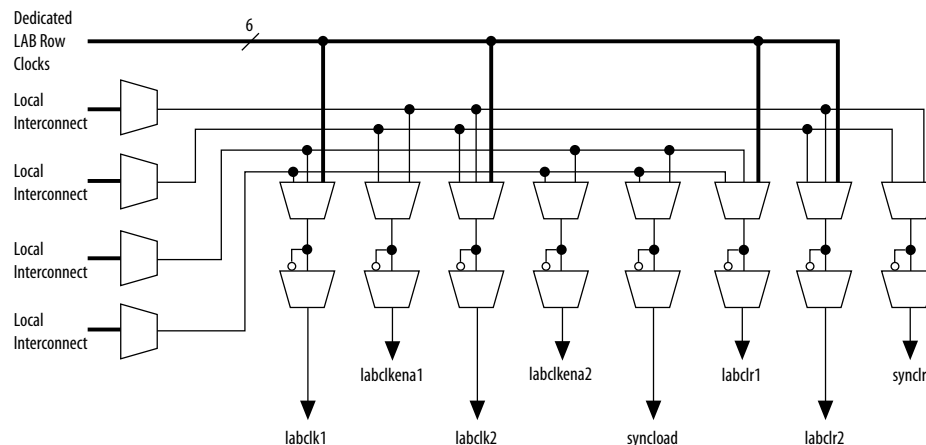 Dedicated
LAB Row
Clocks
6
Local
Interconnect
Local
Interconnect
Local
Interconnect
Local
Interconnect
labclkena1
labclkena2
labclr1
synclr
labclk1
labclk2
syncload
labclr2